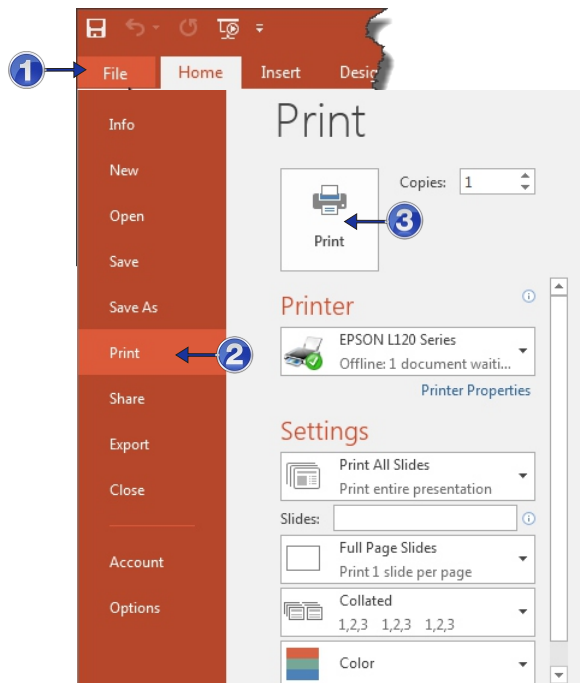 1
File Home Insert Desig
Info
New
Open
Save
Save As
Print
2
Share
Export
Close
Account
Options
Print
Copies: 1
Print
3
Printer
EPSON L120 Series
Offline: 1 document waiti...
Printer Properties
Settings
Print All Slides
Print entire presentation
Slides:
Full Page Slides
Print 1 slide per page
Collated
1,2,3 1,2,3 1,2,3
Color